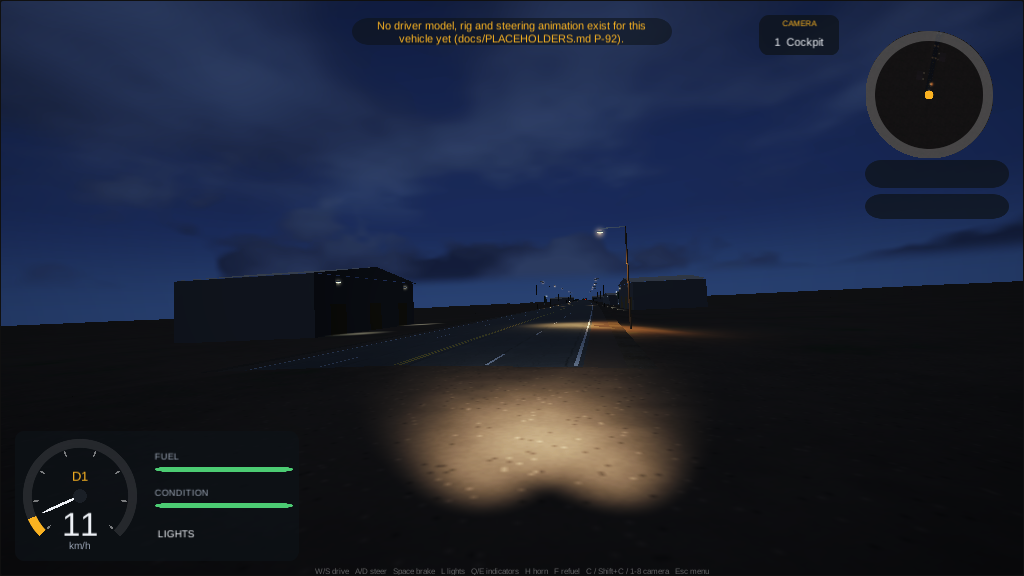 No driver model, rig and steering animation exist for this
vehicle yet (docs/PLACEHOLDERS.md P-92).
CAMERA
1 Cockpit
D1
11
km/h
FUEL
CONDITION
LIGHTS
W/S drive A/D steer Space brake L lights Q/E indicators H horn F refuel C / Shift+C / 1-8 camera Esc menu